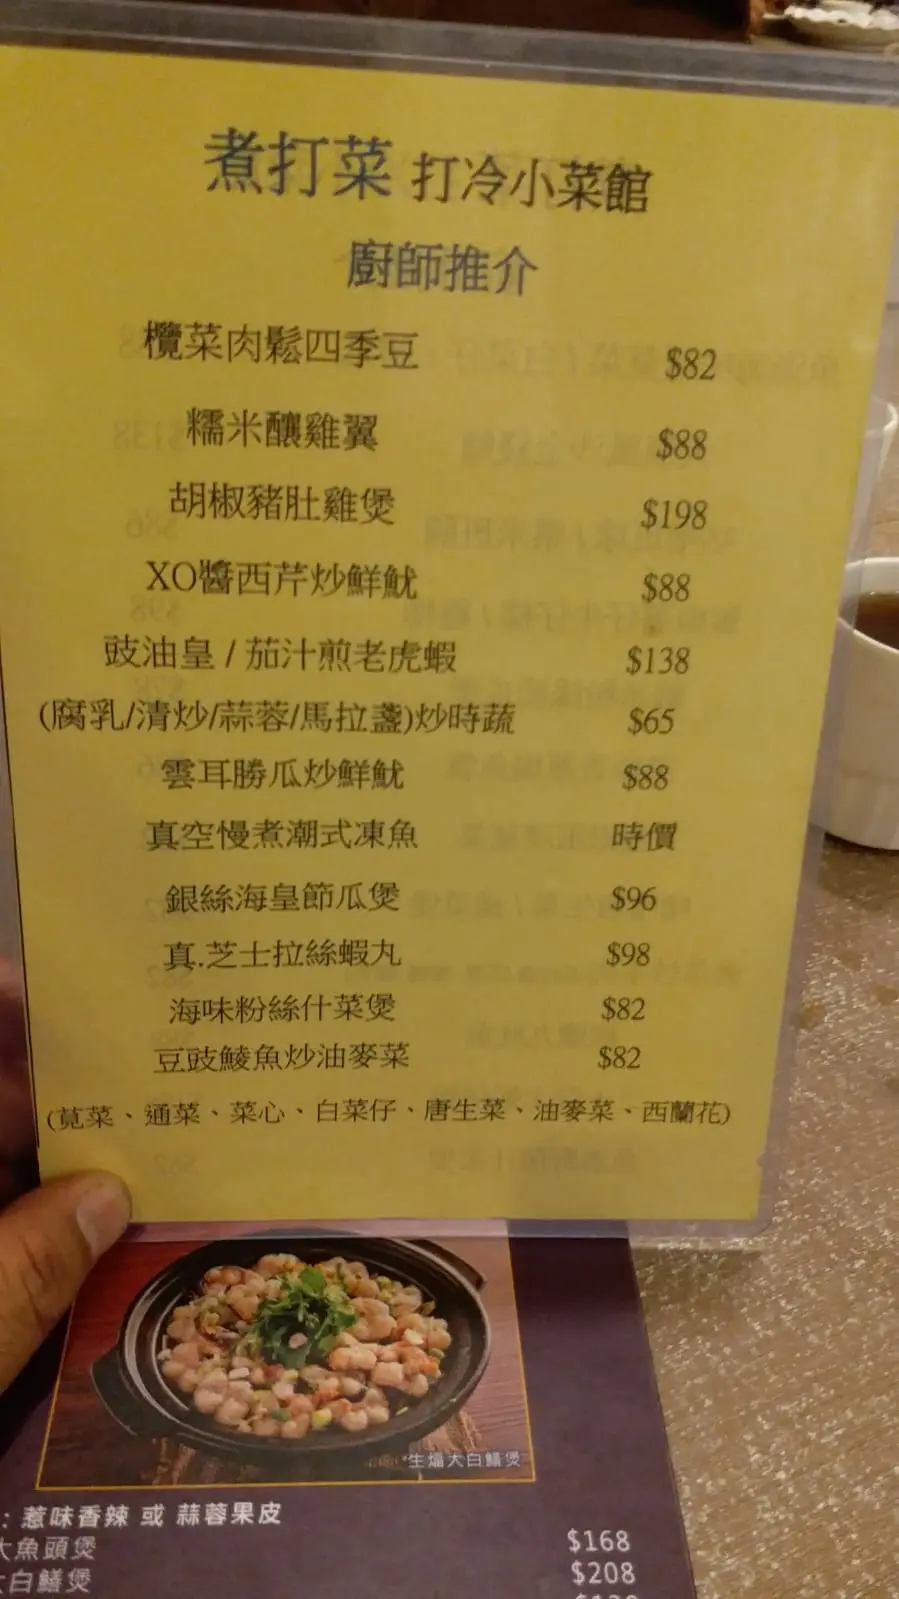 煮打菜 打冷小菜館
廚師推介
欖菜肉鬆四季豆 $82
糯米釀雞翼 $88
胡椒豬肚雞煲 $198
XO醬西芹炒鮮魷 $88
豉油皇 / 茄汁煎老虎蝦 $138
(腐乳/清炒/蒜蓉/馬拉盞)炒時蔬 $65
雲耳勝瓜炒鮮魷 $88
真空慢煮潮式凍魚 時價
銀絲海皇節瓜煲 $96
真.芝士拉絲蝦丸 $98
海味粉絲什菜煲 $82
豆豉鯪魚炒油麥菜 $82
(莧菜、通菜、菜心、白菜仔、唐生菜、油麥菜、西蘭花)
生爆大白鱔煲
: 惹味香辣 或 蒜蓉果皮
大魚頭煲 $168
白鱔煲 $208